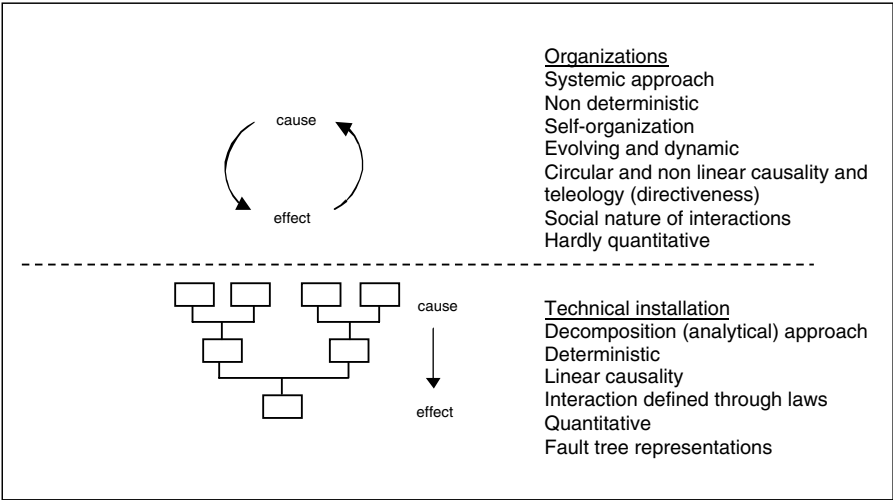 cause
effect
Organizations
Systemic approach
Non deterministic
Self-organization
Evolving and dynamic
Circular and non linear causality and
teleology (directiveness)
Social nature of interactions
Hardly quantitative
cause
effect
Technical installation
Decomposition (analytical) approach
Deterministic
Linear causality
Interaction defined through laws
Quantitative
Fault tree representations